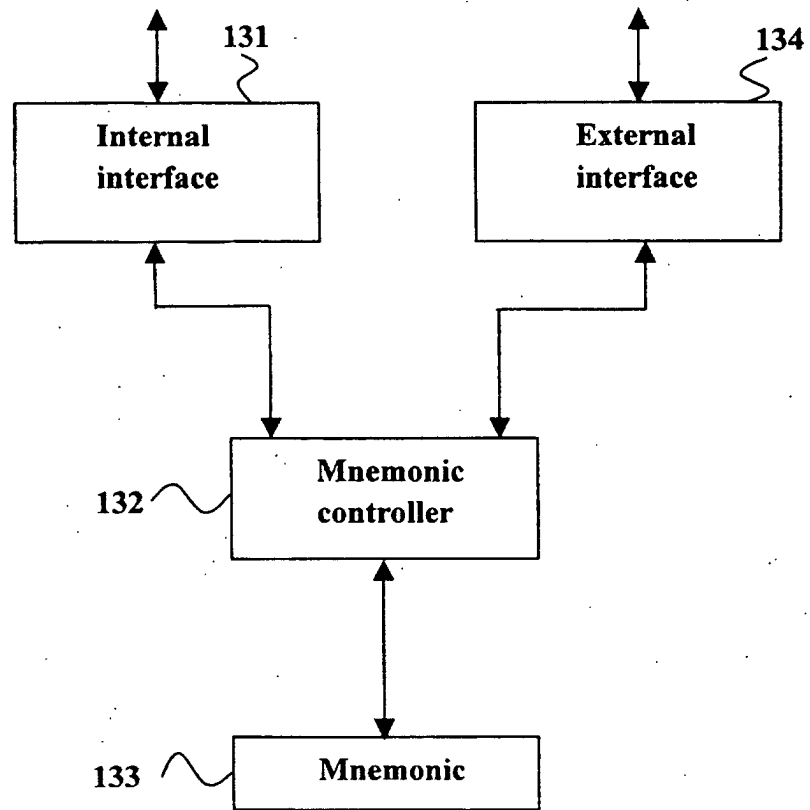 131
134
Internal
interface
External
interface
132
Mnemonic
controller
133
Mnemonic